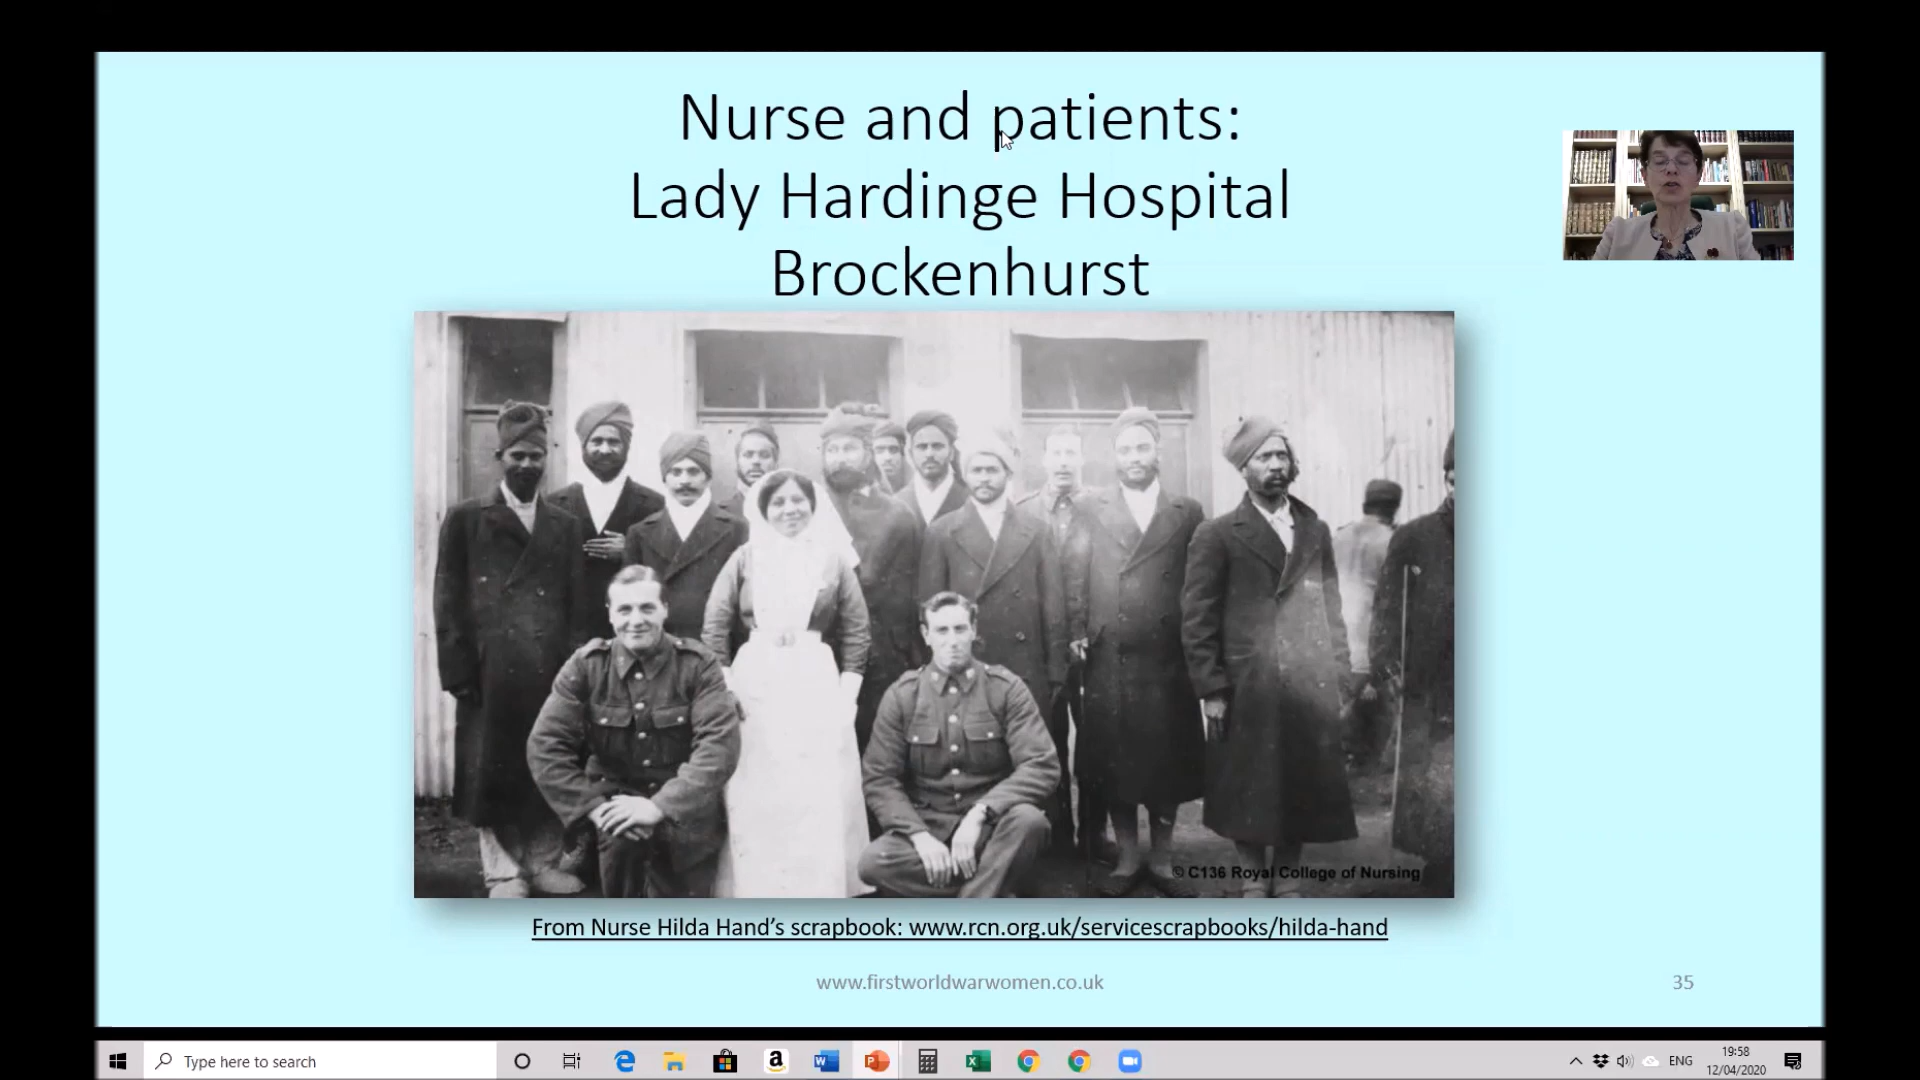 Nurse and patients:
Lady Hardinge Hospital
Brockenhurst
© C136 Royal College of Nursing
From Nurse Hilda Hand’s scrapbook: www.rcn.org.uk/servicescrapbooks/hilda-hand
www.firstworldwarwomen.co.uk
35
Type here to search
ENG
19:58
12/04/2020